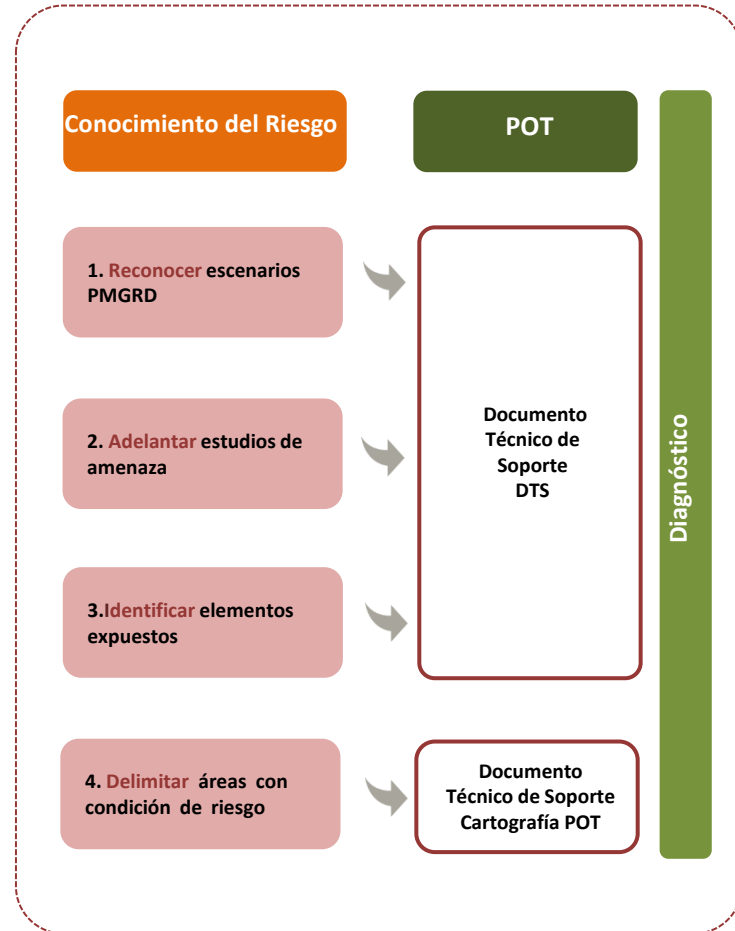 Conocimiento del Riesgo
POT
1. Reconocer escenarios
PMGRD
2. Adelantar estudios de
amenaza
3.Identificar elementos
expuestos
4. Delimitar áreas con
condición de riesgo
Documento
Técnico de
Soporte
DTS
Documento
Técnico de Soporte
Cartografía POT
Diagnóstico